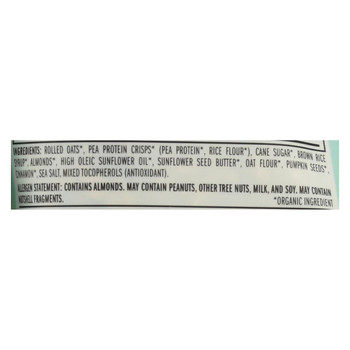 INGREDIENTS: ROLLED OATS*, PEA PROTEIN CRISPS* (PEA PROTEIN*, RICE FLOUR*), CANE SUGAR*, BROWN RICE
SYRUP*, ALMONDS*, HIGH OLEIC SUNFLOWER OIL*, SUNFLOWER SEED BUTTER*, OAT FLOUR*, PUMPKIN SEEDS*,
CINNAMON*, SEA SALT, MIXED TOCOPHEROLS (ANTIOXIDANT).
ALLERGEN STATEMENT: CONTAINS ALMONDS. MAY CONTAIN PEANUTS, OTHER TREE NUTS, MILK, AND SOY. MAY CONTAIN
NUTSHELL FRAGMENTS. *ORGANIC INGREDIENT